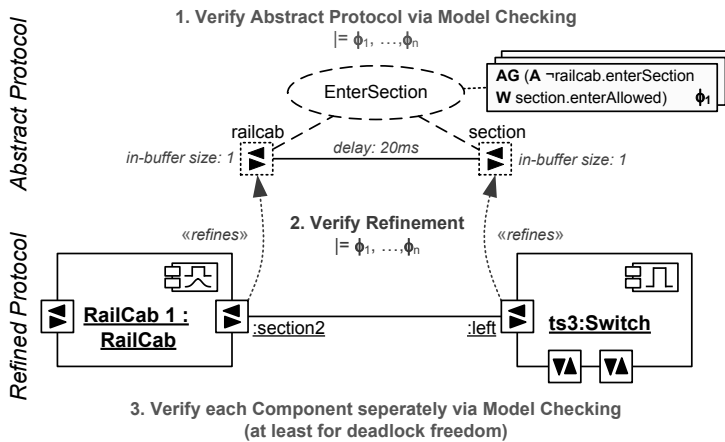 1. Verify Abstract Protocol via Model Checking
|= ϕ1, …,ϕn
Abstract Protocol
EnterSection
AG (A ¬railcab.enterSection
W section.enterAllowed) ϕ1
railcab
section
in-buffer size: 1
delay: 20ms
in-buffer size: 1
Refined Protocol
«refines»
2. Verify Refinement
|= ϕ1, …,ϕn
«refines»
RailCab 1 :
RailCab
:section2
:left
ts3:Switch
3. Verify each Component seperately via Model Checking
(at least for deadlock freedom)